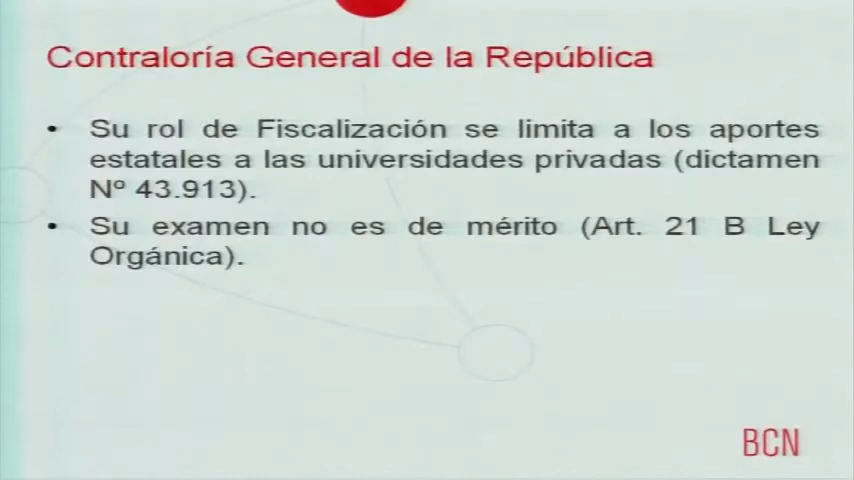 Contraloría General de la República
• Su rol de Fiscalización se limita a los aportes
estatales a las universidades privadas (dictamen
Nº 43.913).
• Su examen no es de mérito (Art. 21 B Ley
Orgánica).
BCN